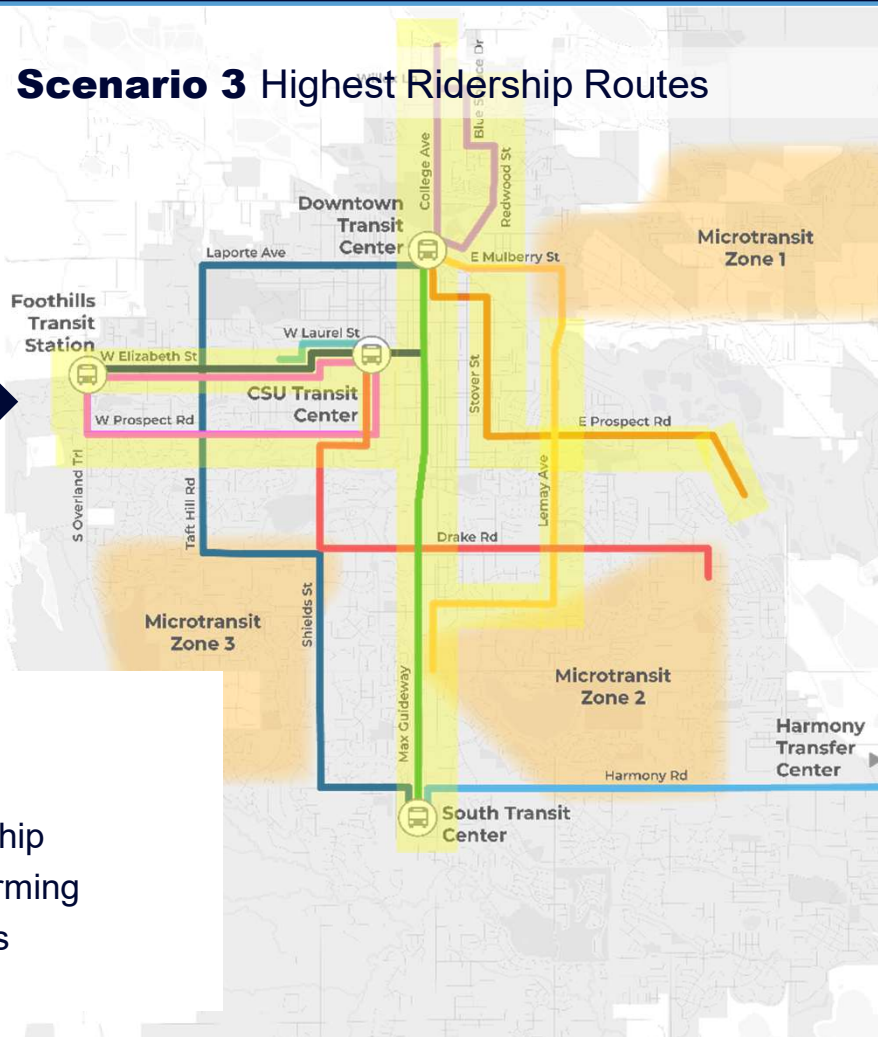 Scenario 3 Highest Ridership Routes
College Ave
Redwood St
Downtown
Transit
Center
Laporte Ave
E Mulberry St
Microtransit
Zone 1
Foothills
Transit
Station
W Laurel St
W Elizabeth St
CSU Transit
Center
Stover St
W Prospect Rd
E Prospect Rd
S Overland Trl
Taft Hill Rd
Lemay Ave
Drake Rd
Shields St
Microtransit
Zone 3
Max Guideway
Microtransit
Zone 2
Harmony
Transfer
Center
Harmony Rd
South Transit
Center
hip
rming
s